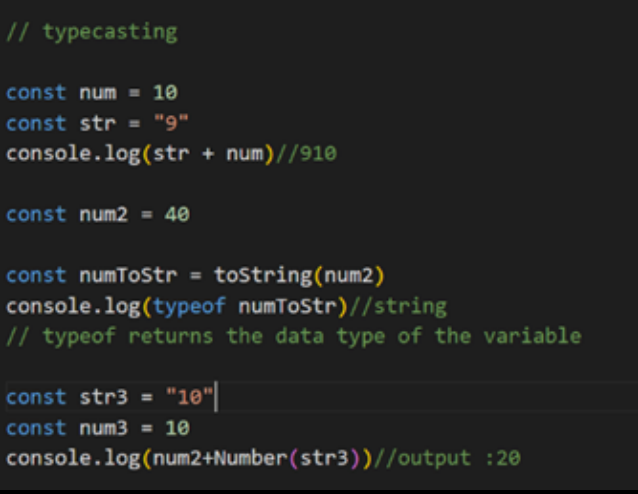 // typecasting
const num = 10
const str = "9"
console.log(str + num)//910
const num2 = 40
const numToStr = toString(num2)
console.log(typeof numToStr)//string
// typeof returns the data type of the variable
const str3 = "10"
const num3 = 10
console.log(num2+Number(str3))//output :20